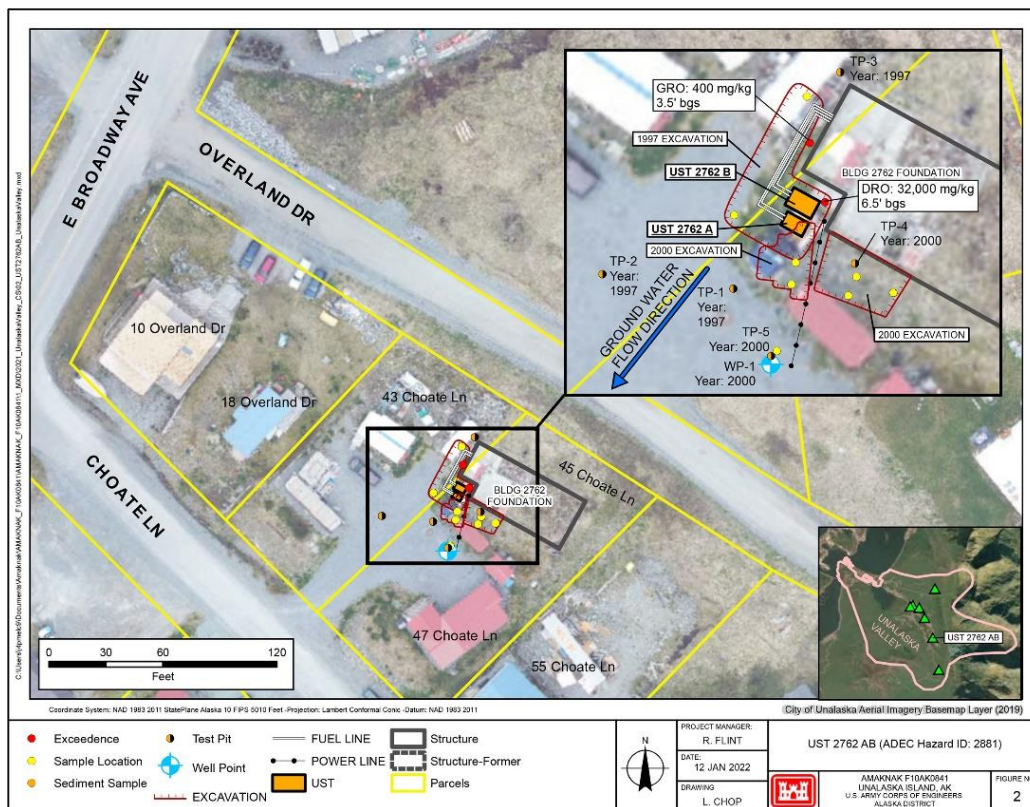 E BROADWAY AVE
OVERLAND DR
CHOATE LN
10 Overland Dr
18 Overland Dr
43 Choate Ln
45 Choate Ln
BLDG 2762
FOUNDATION
47 Choate Ln
55 Choate Ln
TP-3
Year: 1997
GRO: 400 mg/kg
3.5' bgs
1997 EXCAVATION
UST 2762 B
BLDG 2762 FOUNDATION
DRO: 32,000 mg/kg
6.5' bgs
UST 2762 A
TP-4
Year: 2000
2000 EXCAVATION
TP-2
Year:
1997
TP-1
Year:
1997
GROUND WATER
FLOW DIRECTION
2000 EXCAVATION
TP-5
Year: 2000
WP-1
Year: 2000
UNALASKA
VALLEY
UST 2762 AB
0 30 60 120
Feet
Coordinate System: NAD 1983 2011 StatePlane Alaska 10 FIPS 5010 Feet -Projection: Lambert Conformal Conic -Datum: NAD 1983 2011
City of Unalaska Aerial Imagery Basemap Layer (2019)
Exceedence
Sample Location
Sediment Sample
Test Pit
Well Point
EXCAVATION
FUEL LINE
POWER LINE
UST
Structure
Structure-Former
Parcels
N
PROJECT MANAGER:
R. FLINT
DATE:
12 JAN 2022
DRAWING
L. CHOP
UST 2762 AB (ADEC Hazard ID: 2881)
AMAKNAK F10AK0841
UNALASKA ISLAND, AK
U.S. ARMY CORPS OF ENGINEERS
ALASKA DISTRICT
FIGURE NO
2